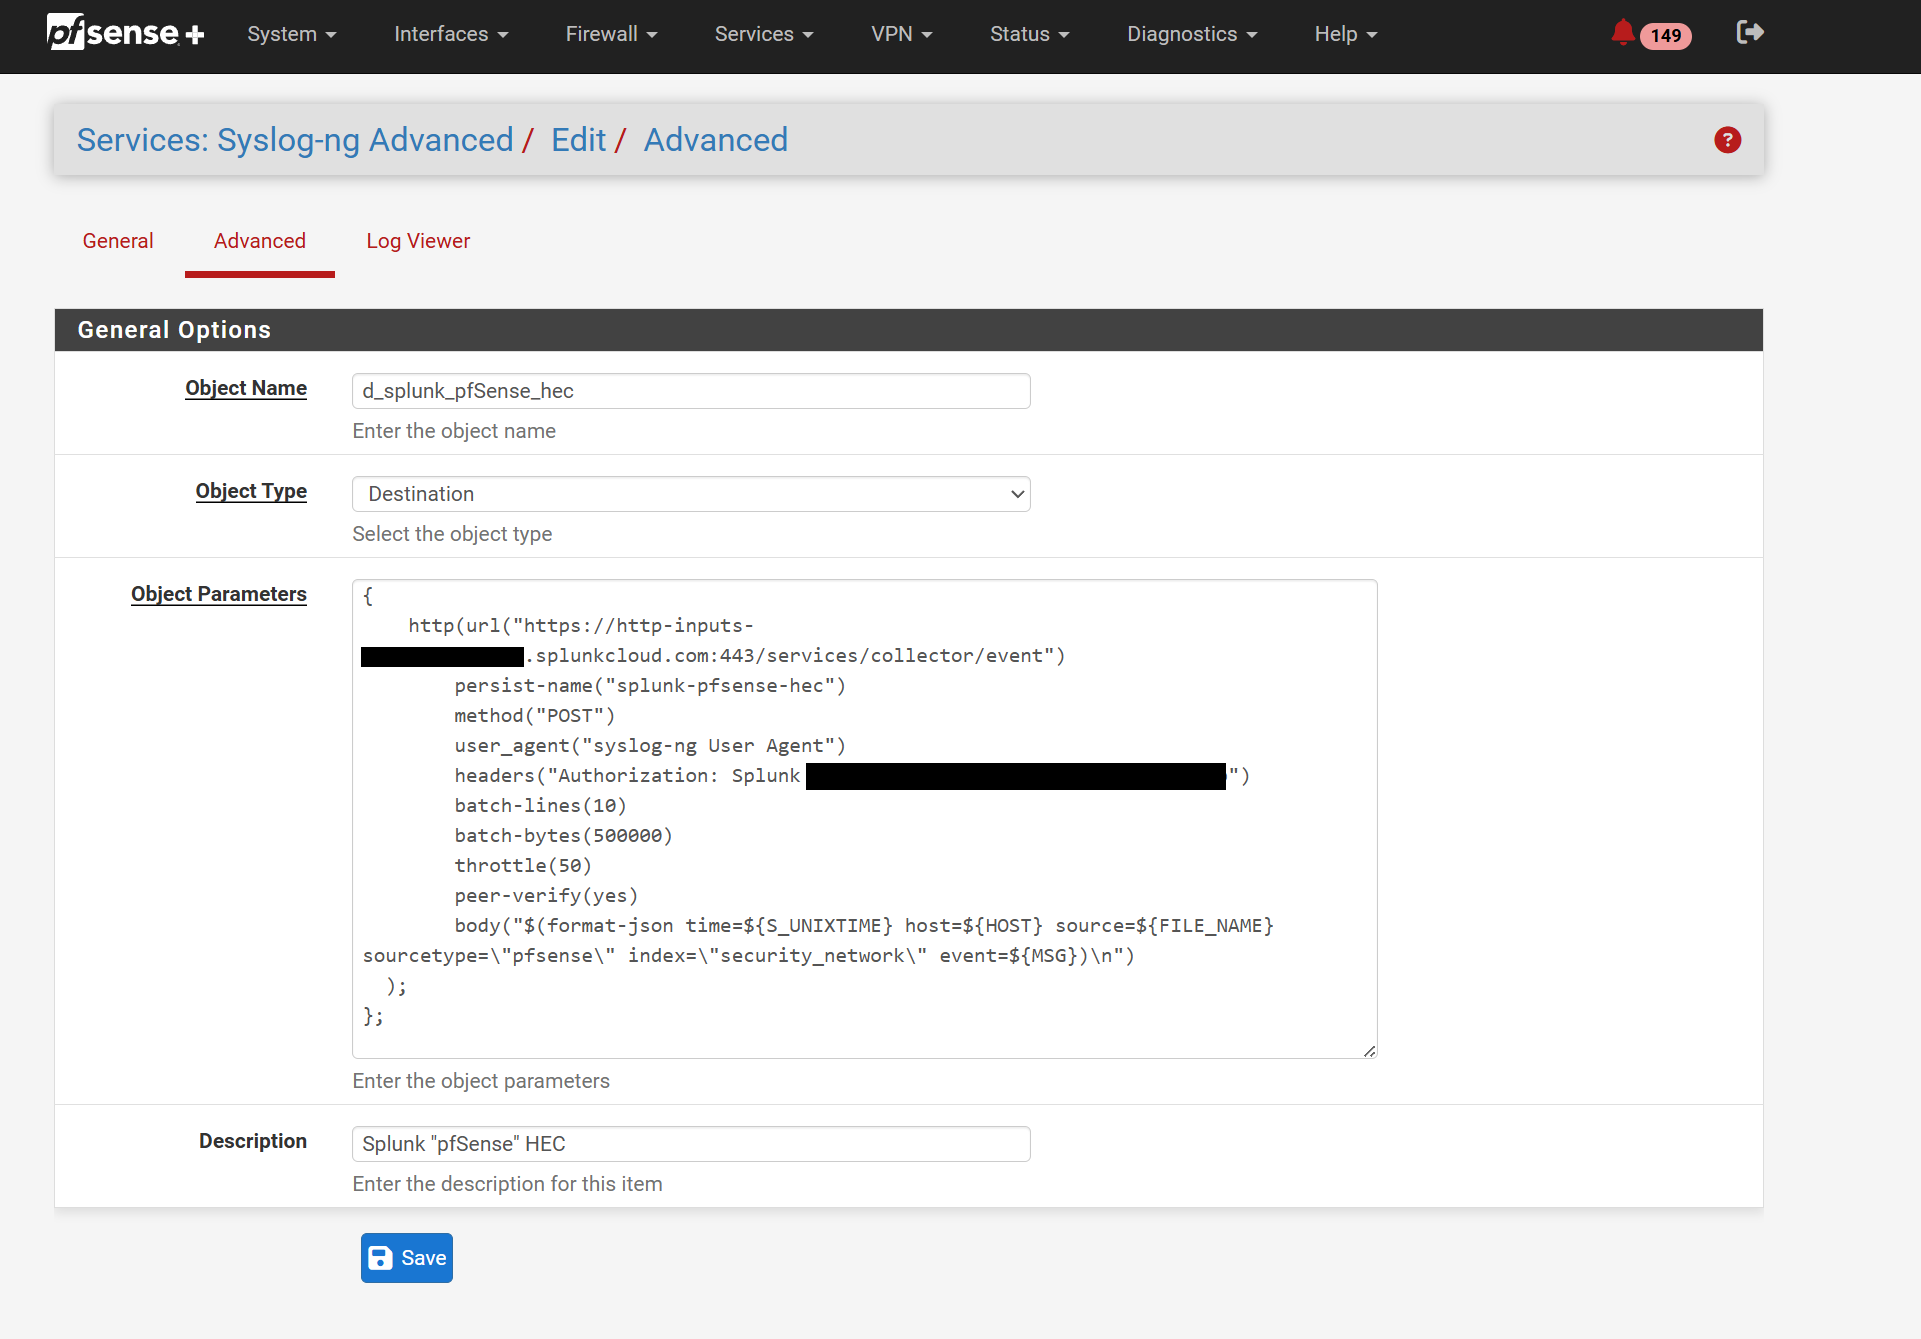 pfsense+ System Interfaces Firewall Services VPN Status Diagnostics Help 149
Services: Syslog-ng Advanced / Edit / Advanced ?
General Advanced Log Viewer
General Options
Object Name d_splunk_pfSense_hec
Enter the object name
Object Type Destination
Select the object type
Object Parameters {
http(url("https://http-inputs-
.splunkcloud.com:443/services/collector/event")
persist-name("splunk-pfsense-hec")
method("POST")
user_agent("syslog-ng User Agent")
headers("Authorization: Splunk ")
batch-lines(10)
batch-bytes(500000)
throttle(50)
peer-verify(yes)
body("$(format-json time=${S_UNIXTIME} host=${HOST} source=${FILE_NAME}
sourcetype=\"pfsense\" index=\"security_network\" event=${MSG})\n")
);
};
Enter the object parameters
Description Splunk "pfSense" HEC
Enter the description for this item
Save